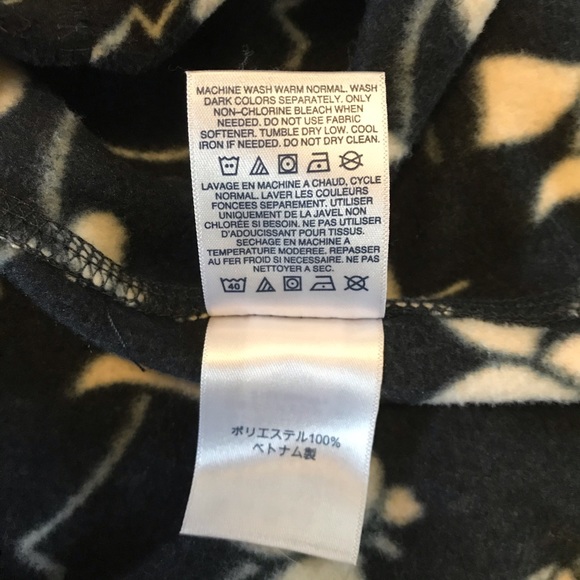 MACHINE WASH WARM NORMAL. WASH
DARK COLORS SEPARATELY. ONLY
NON-CHLORINE BLEACH WHEN
NEEDED. DO NOT USE FABRIC
SOFTENER. TUMBLE DRY LOW. COOL
IRON IF NEEDED. DO NOT DRY CLEAN.
LAVAGE EN MACHINE A CHAUD, CYCLE
NORMAL. LAVER LES COULEURS
FONCEES SEPAREMENT. UTILISER
UNIQUEMENT DE LA JAVEL NON
CHLORÉE SI BESOIN. NE PAS UTILISER
D'ADOUCISSANT POUR TISSUS.
SECHAGE EN MACHINE A
TEMPERATURE MODEREE. REPASSER
AU FER FROID SI NECESSAIRE. NE PAS
NETTOYER A SEC.
40
ポリエステル100%
ベトナム製